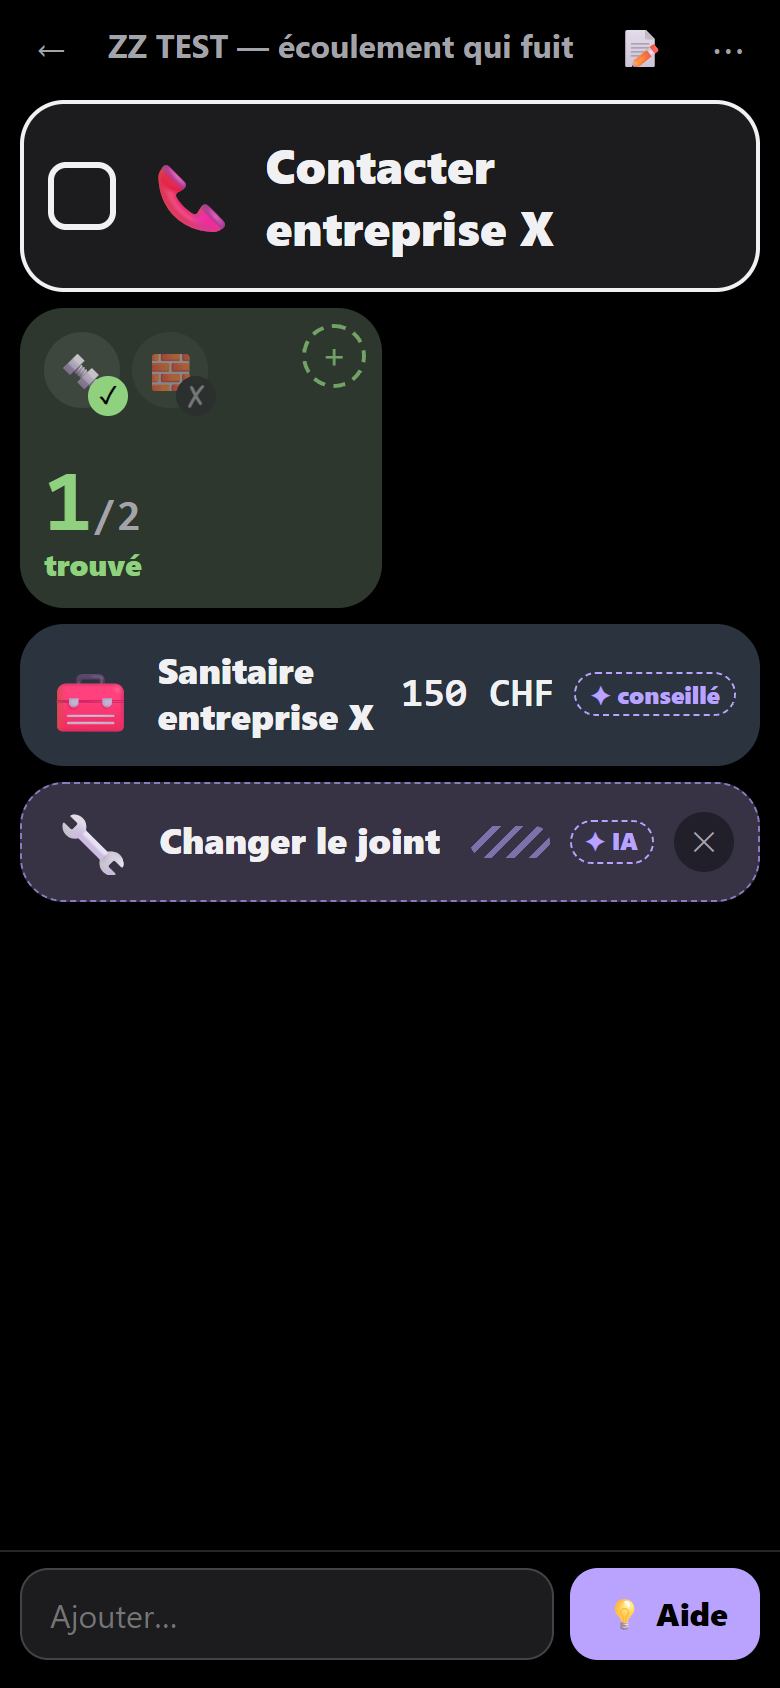 ZZ TEST — écoulement qui fuit
Contacter
entreprise X
1/2
trouvé
Sanitaire
entreprise X
150 CHF
conseillé
Changer le joint
IA
Ajouter...
Aide